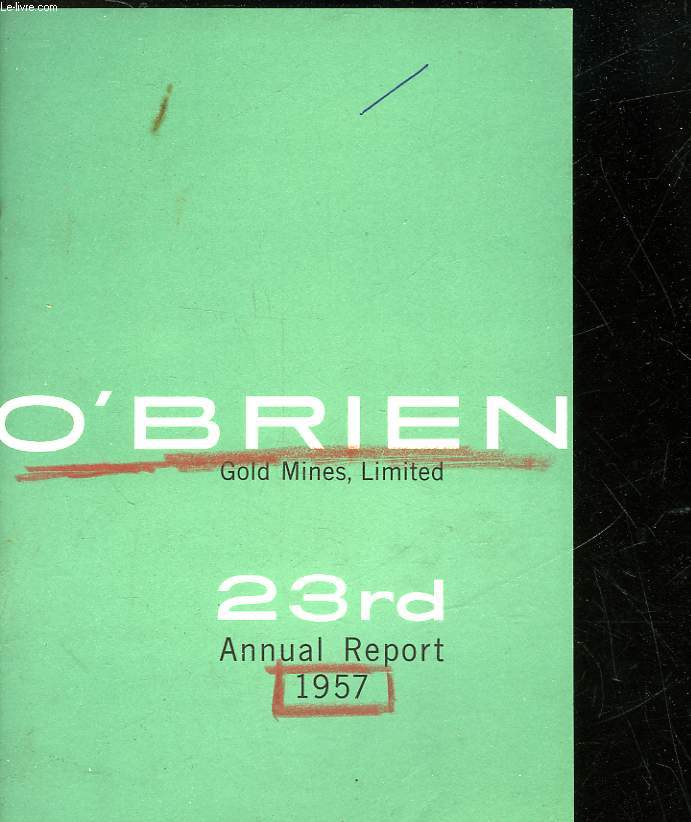 Le-livre.com
O'BRIEN
Gold Mines, Limited
23rd
Annual Report
1957